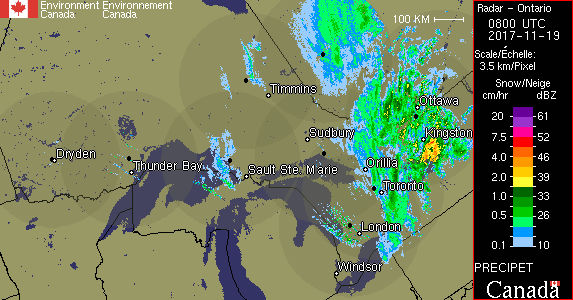 Environment Environnement
Canada Canada
100 KM
Timmins
Ottawa
Sudbury
Kingston
Dryden
Thunder Bay
Sault Ste. Marie
Orillia
Toronto
London
Windsor
Radar - Ontario
0800 UTC
2017-11-19
Scale/Échelle:
3.5 km/Pixel
Snow/Neige
cm/hr dBZ
20 61
7.5 52
4.0 46
2.0 39
1.0 33
0.5 26
0.1 10
PRECIPET
Canada